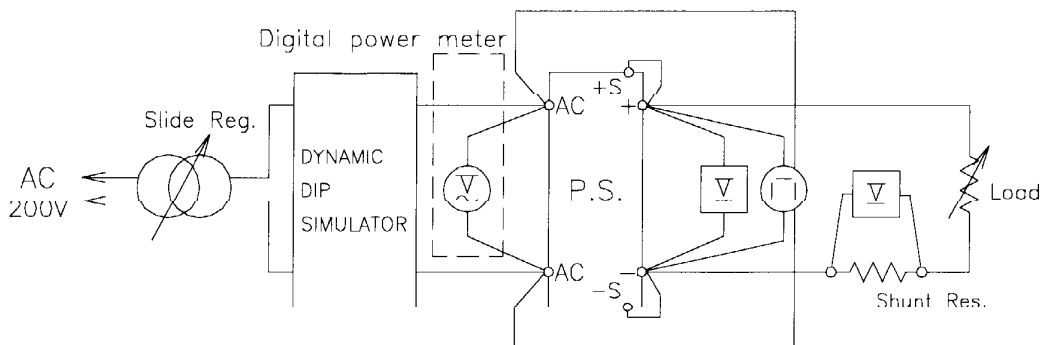 Digital power meter
Slide Reg.
AC
200V
DYNAMIC
DIP
SIMULATOR
V
AC
AC
P.S.
+S
+
−
−S
V
V
Load
Shunt Res.